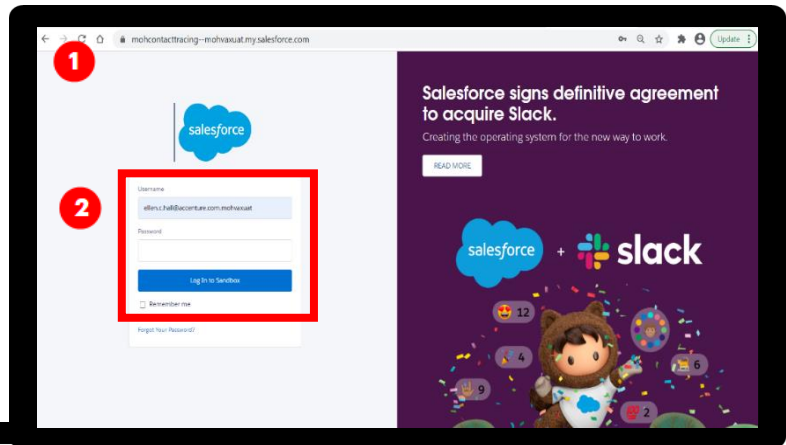 mohcontacttracing--mohvaxuat.my.salesforce.com
Update
1
salesforce
2
Username
ellen.c.hall@accenture.com.mohvaxuat
Password
Log In to Sandbox
Remember me
Forgot Your Password?
Salesforce signs definitive agreement
to acquire Slack.
Creating the operating system for the new way to work.
READ MORE
salesforce + slack
12
4
6
9
2